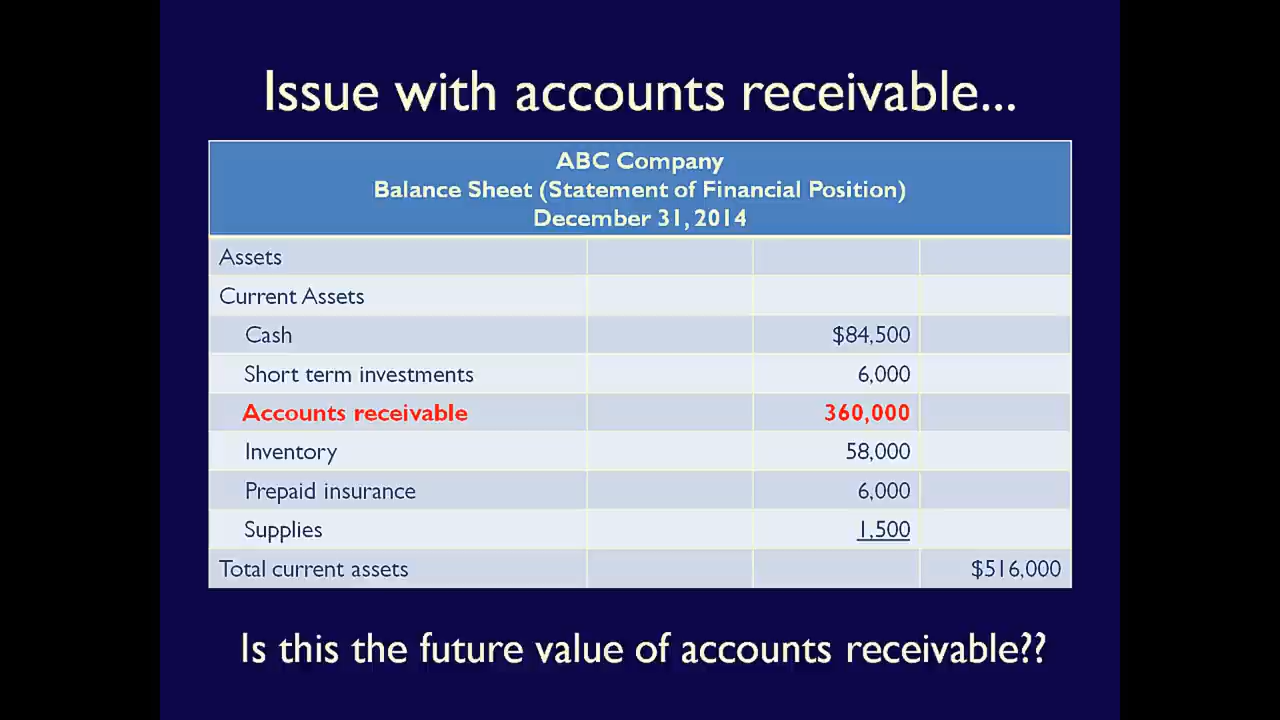 Issue with accounts receivable...
ABC Company
Balance Sheet (Statement of Financial Position)
December 31, 2014
Assets
Current Assets
Cash $84,500
Short term investments 6,000
Accounts receivable 360,000
Inventory 58,000
Prepaid insurance 6,000
Supplies 1,500
Total current assets $516,000
Is this the future value of accounts receivable??